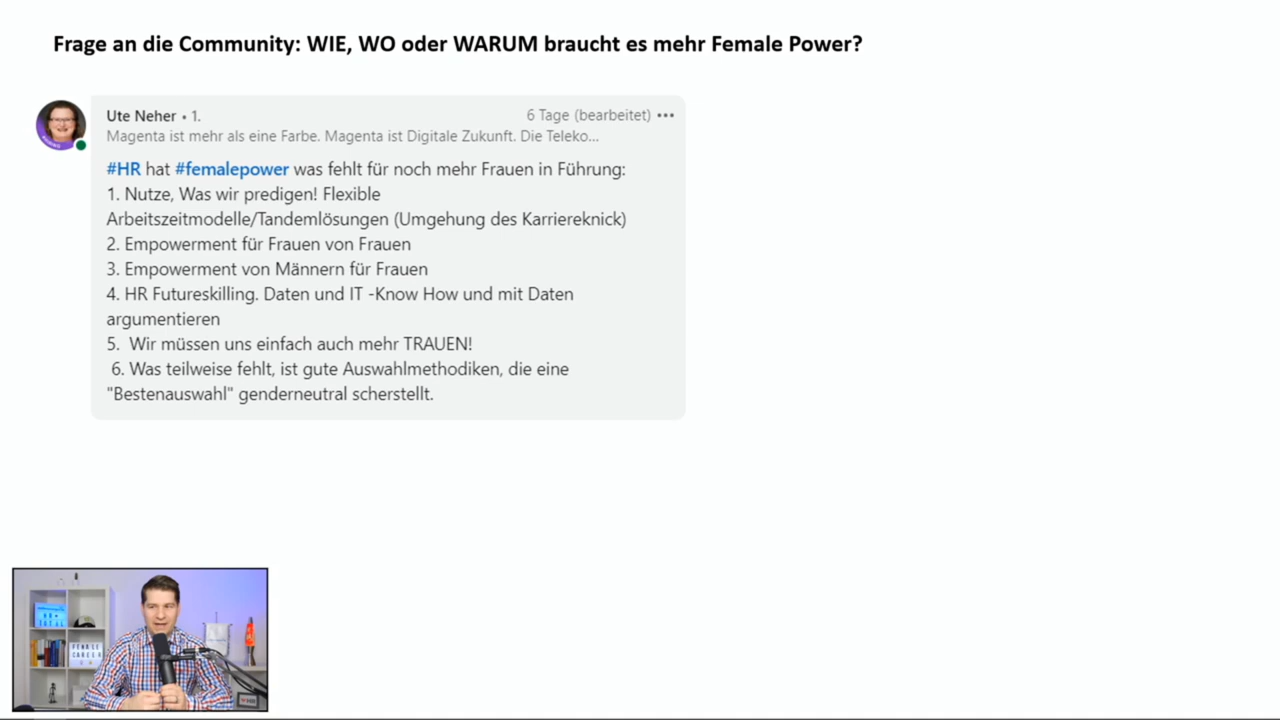 Frage an die Community: WIE, WO oder WARUM braucht es mehr Female Power?
Ute Neher • 1.
6 Tage (bearbeitet) •••
Magenta ist mehr als eine Farbe. Magenta ist Digitale Zukunft. Die Teleko...
#HR hat #femalepower was fehlt für noch mehr Frauen in Führung:
1. Nutze, Was wir predigen! Flexible
Arbeitszeitmodelle/Tandemlösungen (Umgehung des Karriereknick)
2. Empowerment für Frauen von Frauen
3. Empowerment von Männern für Frauen
4. HR Futureskilling. Daten und IT -Know How und mit Daten
argumentieren
5.  Wir müssen uns einfach auch mehr TRAUEN!
6. Was teilweise fehlt, ist gute Auswahlmethodiken, die eine
"Bestenauswahl" genderneutral scherstellt.
FEMALE
CAREER